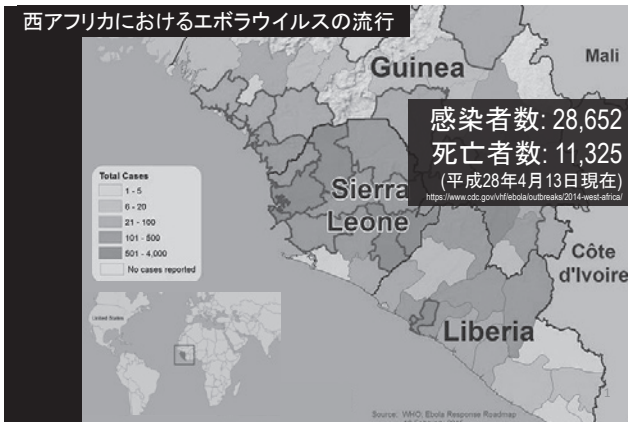 西アフリカにおけるエボラウイルスの流行
Guinea
Mali
感染者数: 28,652
死亡者数: 11,325
(平成28年4月13日現在)
https://www.cdc.gov/vhf/ebola/outbreaks/2014-west-africa/
Total Cases
1 - 5
6 - 20
21 - 100
101 - 500
501 - 4,000
No cases reported
Sierra
Leone
Côte
d'Ivoire
United States
Liberia
1
Source: WHO: Ebola Response Roadmap